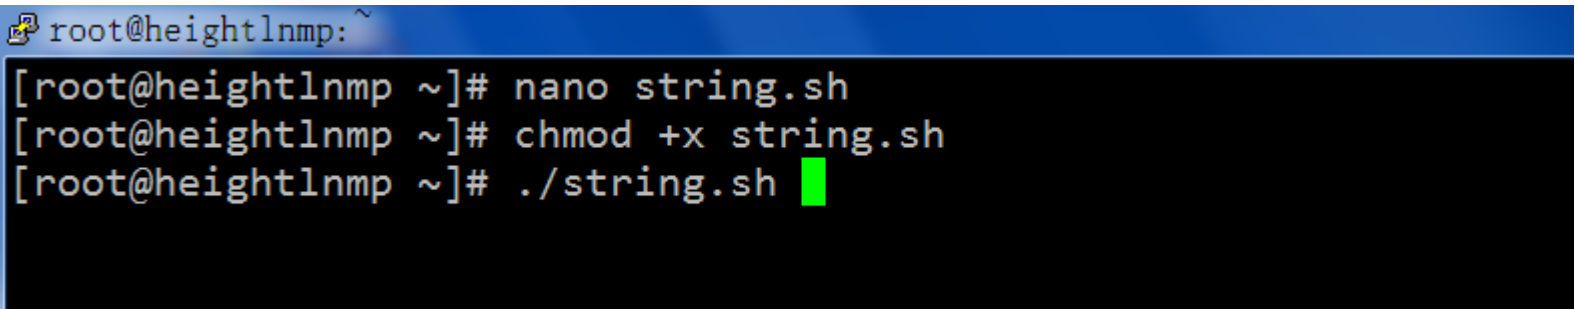 root@heightlnmp:~
[root@heightlnmp ~]# nano string.sh
[root@heightlnmp ~]# chmod +x string.sh
[root@heightlnmp ~]# ./string.sh